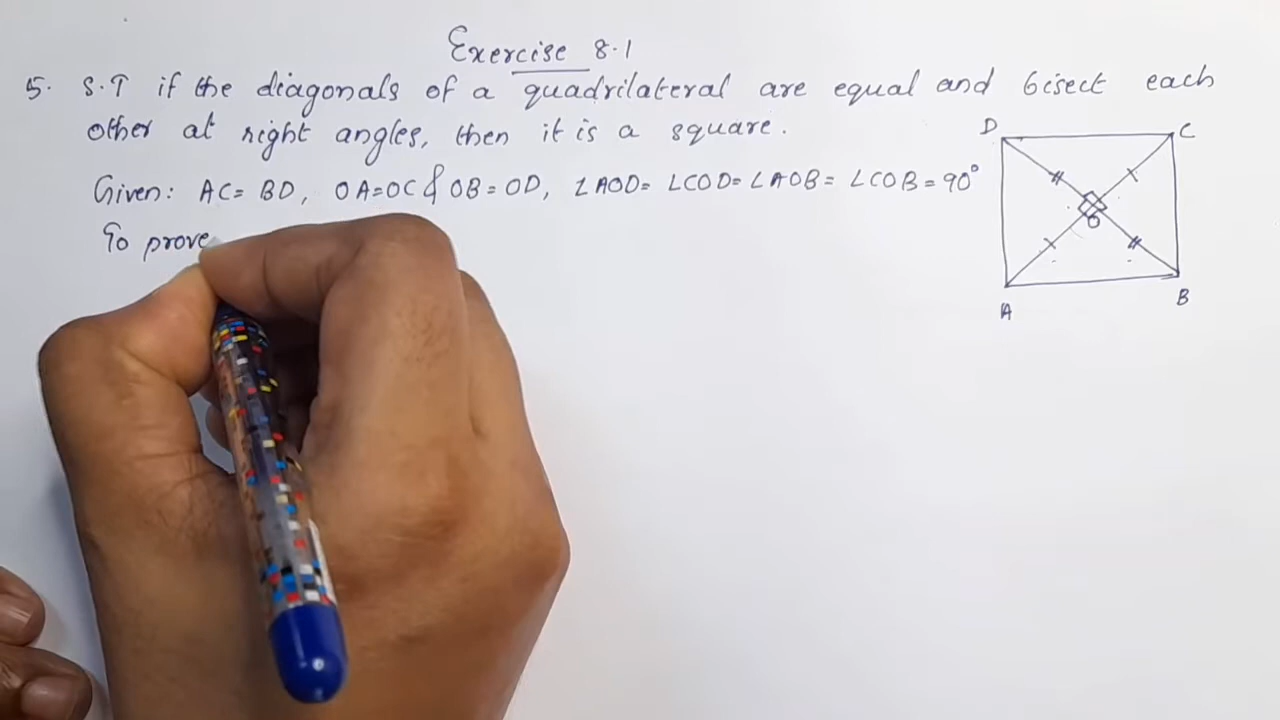 Exercise 8.1
5. S.T if the diagonals of a quadrilateral are equal and bisect each
other at right angles, then it is a square.
Given: AC = BD, OA=OC & OB=OD, ∠AOD= ∠COD= ∠AOB= ∠COB=90°
To prove
D
C
O
A
B